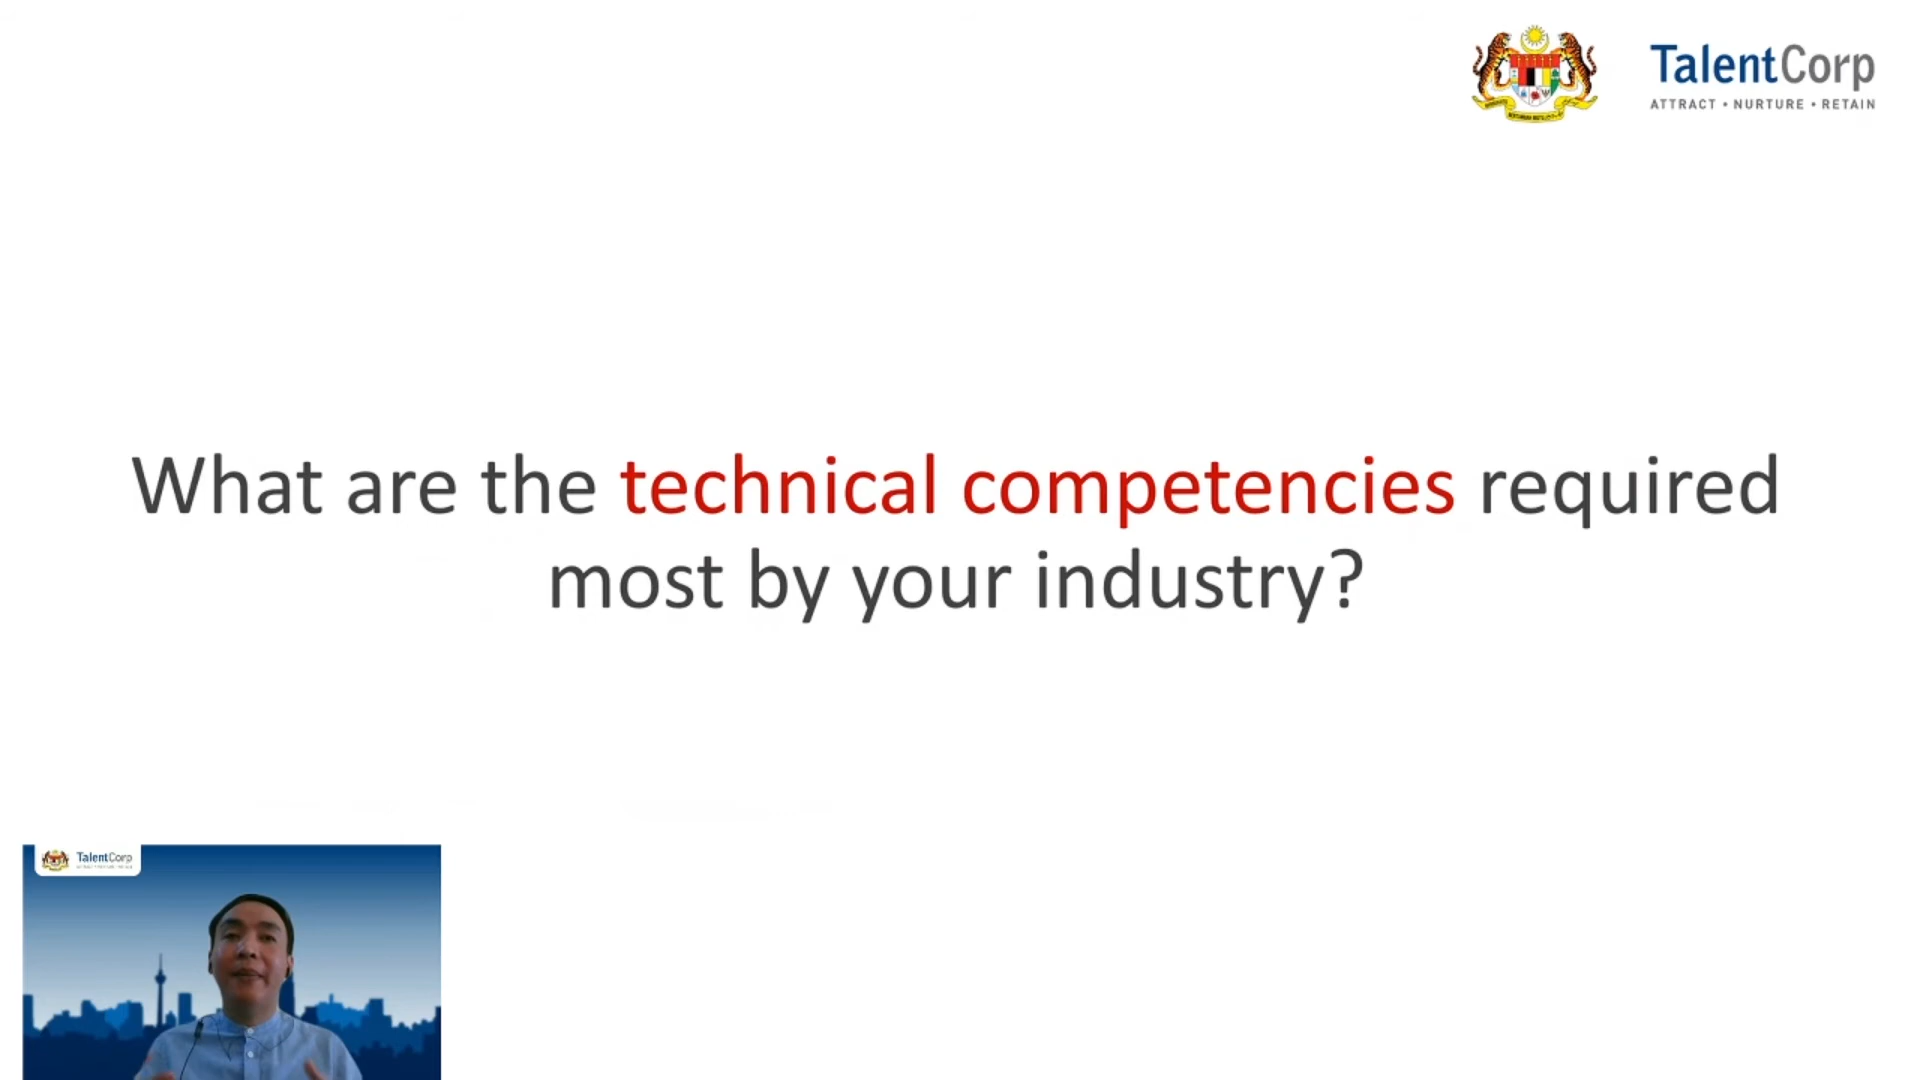 TalentCorp
ATTRACT • NURTURE • RETAIN
What are the technical competencies required
most by your industry?
TalentCorp